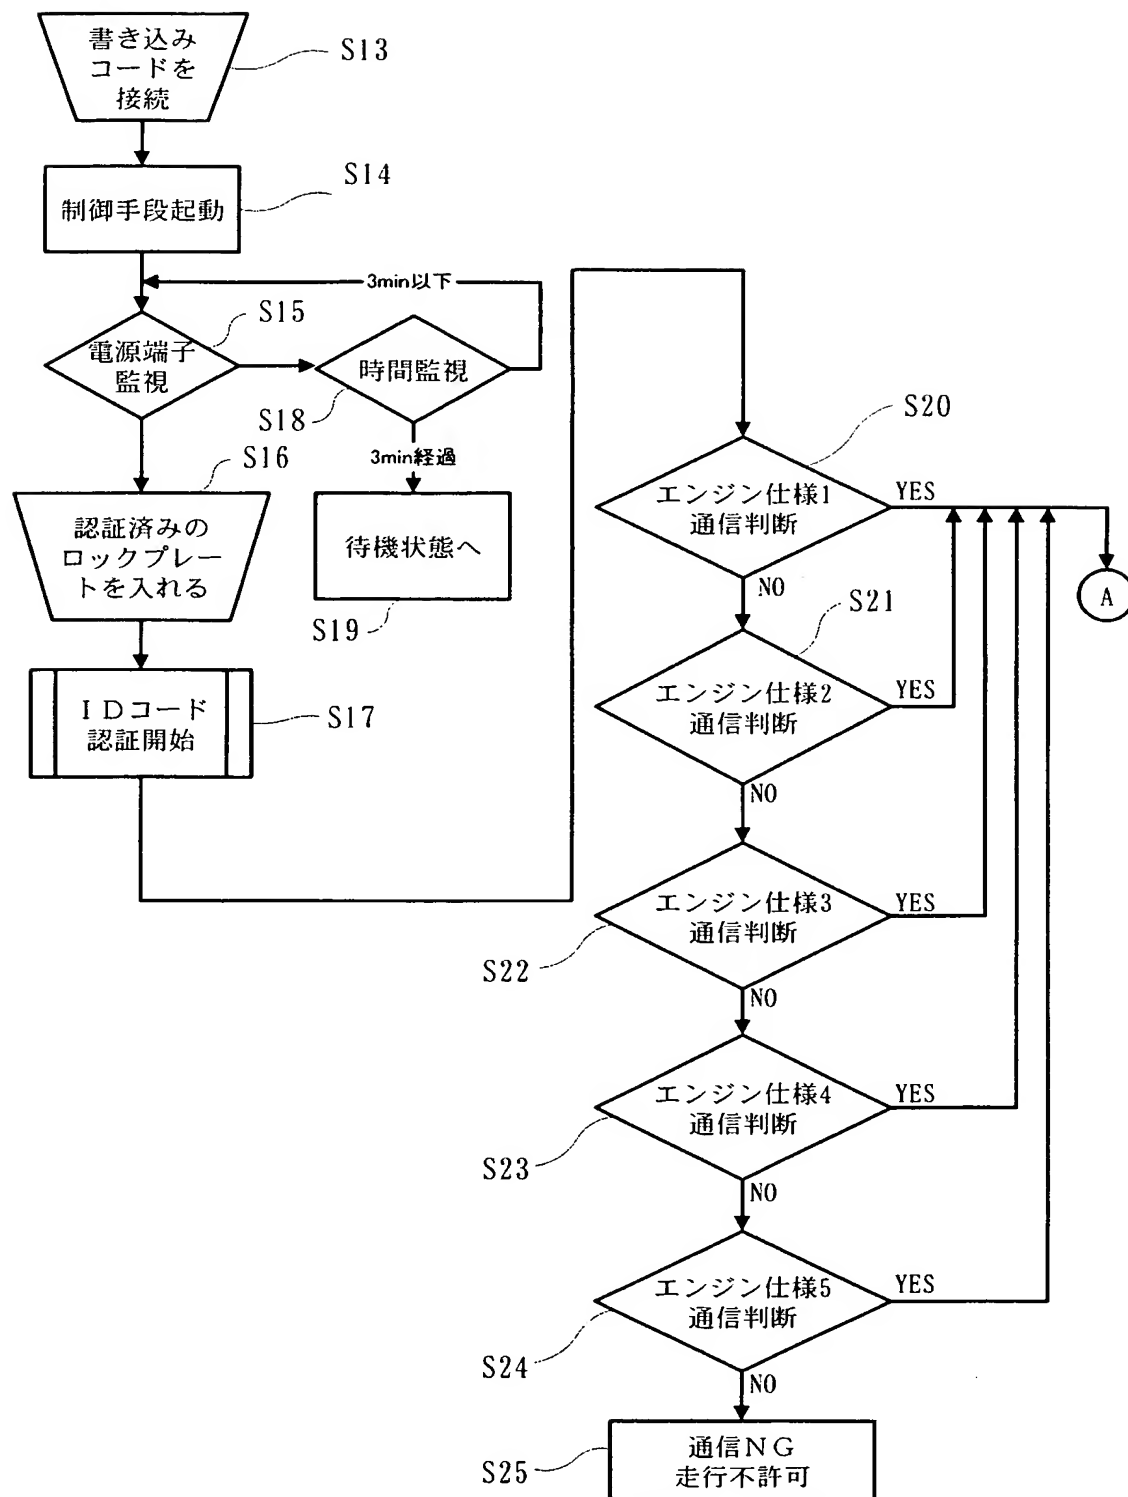 書き込み
コードを
接続
S13
制御手段起動
S14
3min以下
電源端子
監視
S15
時間監視
S18
3min経過
待機状態へ
S19
S16
認証済みの
ロックプレー
トを入れる
IDコード
認証開始
S17
S20
エンジン仕様1
通信判断
YES
NO
A
S21
エンジン仕様2
通信判断
YES
NO
エンジン仕様3
通信判断
YES
S22
NO
エンジン仕様4
通信判断
YES
S23
NO
エンジン仕様5
通信判断
YES
S24
NO
通信NG
走行不許可
S25